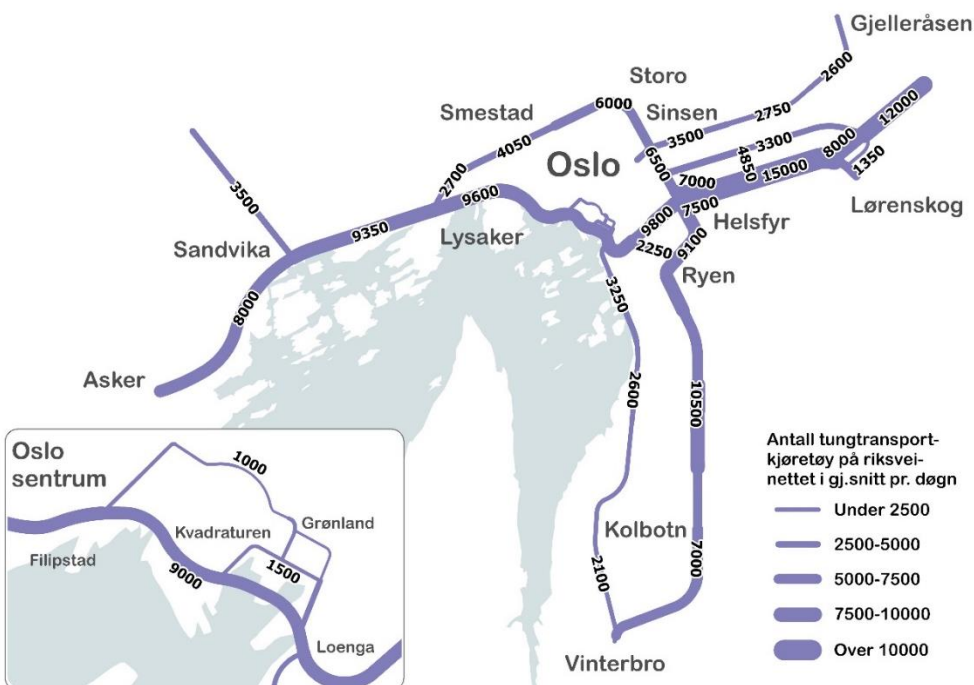 Gjelleråsen
2600
Storo
12000
Smestad
6000
Sinsen
2750
3500
3300
8000
4050
6500
4850
1350
Oslo
15000
2700
7000
3500
9600
7500
Lørenskog
9800
Helsfyr
9350
Lysaker
2250
9100
Sandvika
Ryen
3250
8000
Asker
2600
10500
Oslo
sentrum
1000
Grønland
Kvadraturen
Filipstad
1500
9000
Loenga
Kolbotn
7000
2100
Vinterbro
Antall tungtransport-
kjøretøy på riksvei-
nettet i gj.snitt pr. døgn
Under 2500
2500-5000
5000-7500
7500-10000
Over 10000